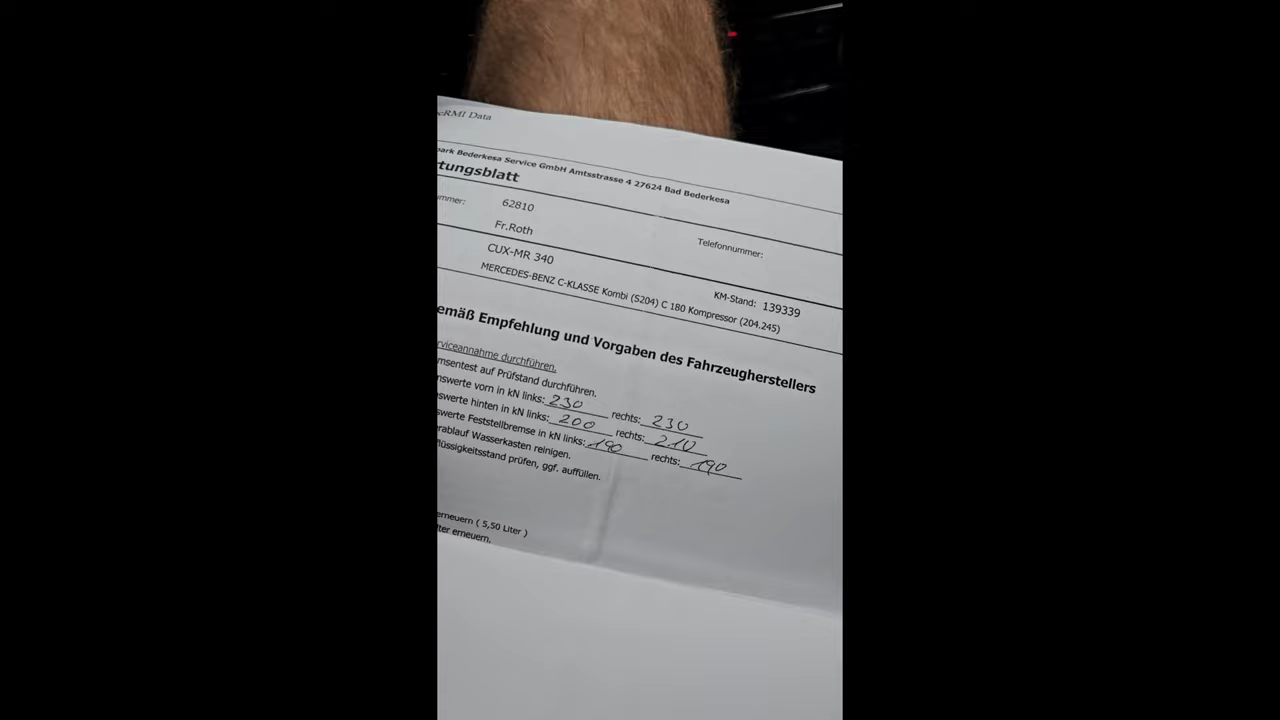 RMI Data
park Bederkesa Service GmbH Amtsstrasse 4 27624 Bad Bederkesa
tungsblatt
ummer: 62810 Telefonnummer:
Fr.Roth
CUX-MR 340 KM-Stand: 139339
MERCEDES-BENZ C-KLASSE Kombi (S204) C 180 Kompressor (204.245)
emäß Empfehlung und Vorgaben des Fahrzeugherstellers
rviceannahme durchführen.
msentest auf Prüfstand durchführen.
mswerte vorn in kN links: 230 rechts: 230
swerte hinten in kN links: 200 rechts: 210
swerte Feststellbremse in kN links: 190 rechts: 190
rablauf Wasserkasten reinigen.
flüssigkeitsstand prüfen, ggf. auffüllen.
erneuern ( 5,50 Liter )
lter erneuern.